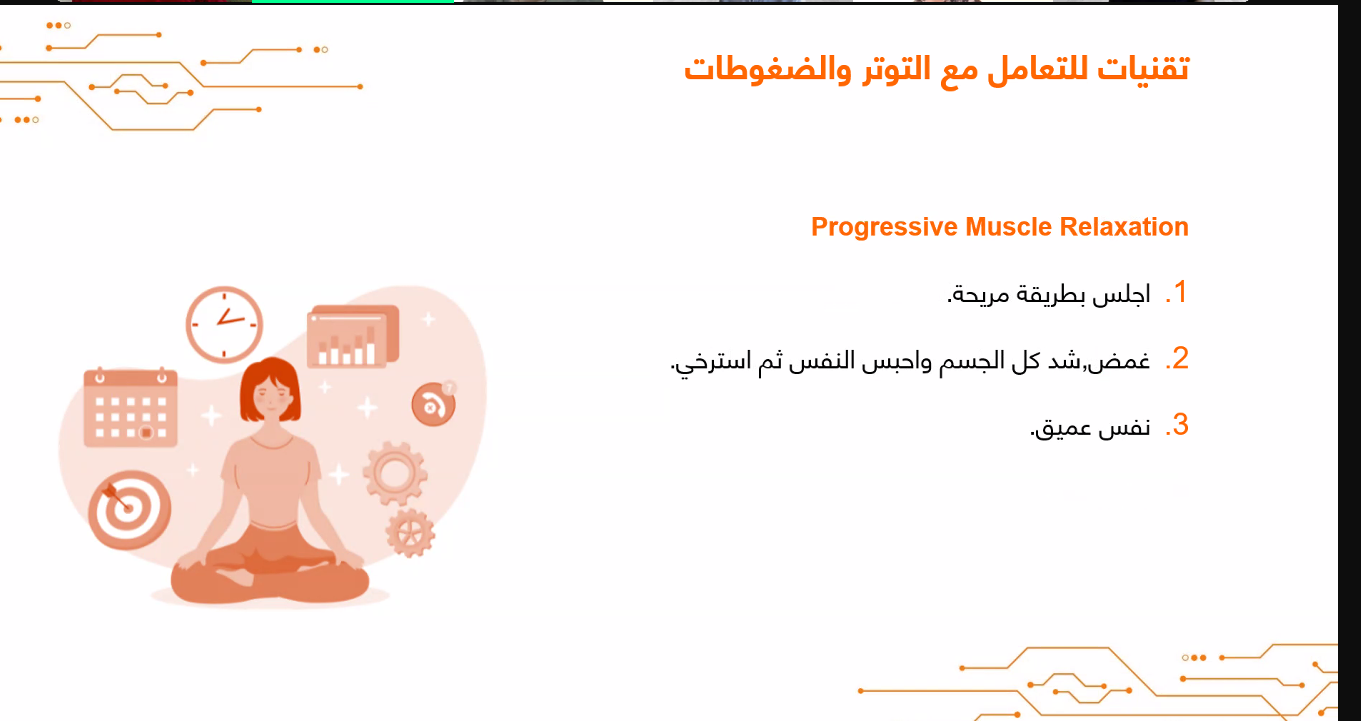 تقنيات للتعامل مع التوتر والضغوطات
Progressive Muscle Relaxation
1. اجلس بطريقة مريحة.
2. غمض,شد كل الجسم واحبس النفس ثم استرخي.
3. نفس عميق.